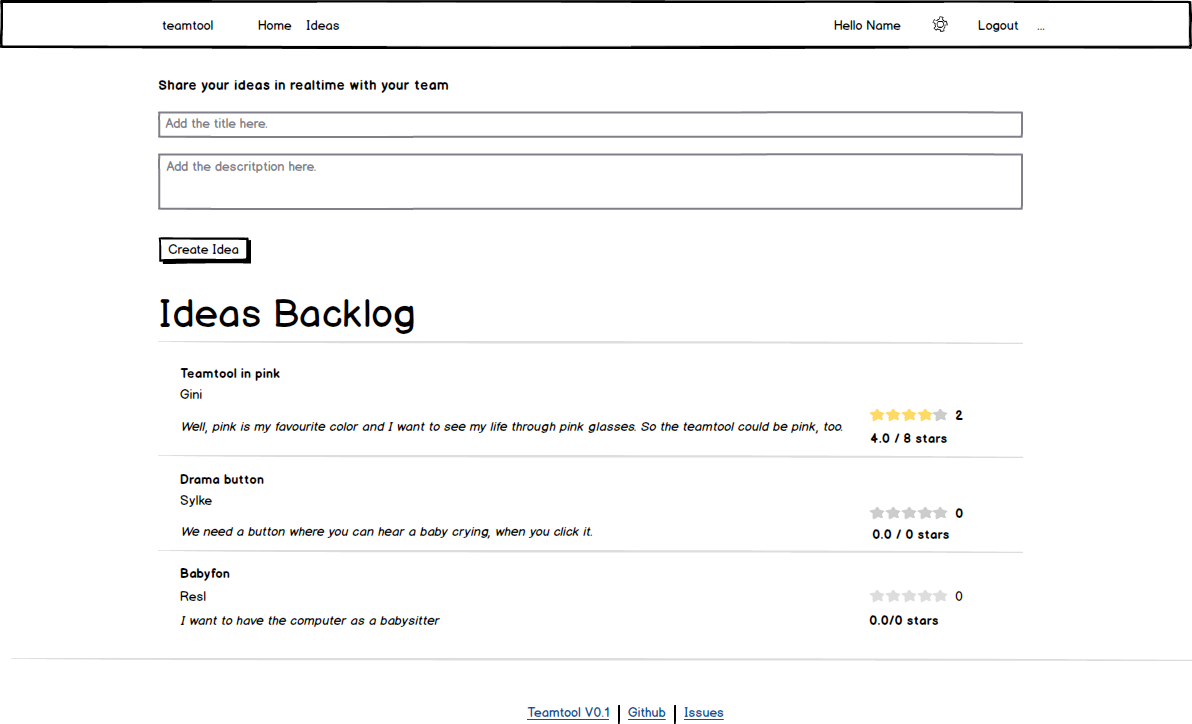 teamtool Home Ideas Hello Name Logout ...
Share your ideas in realtime with your team
Add the title here.
Add the descritption here.
Create Idea
Ideas Backlog
Teamtool in pink
Gini
Well, pink is my favourite color and I want to see my life through pink glasses. So the teamtool could be pink, too.
2
4.0 / 8 stars
Drama button
Sylke
We need a button where you can hear a baby crying, when you click it.
0
0.0 / 0 stars
Babyfon
Resl
0
I want to have the computer as a babysitter
0.0/0 stars
Teamtool V0.1 | Github | Issues